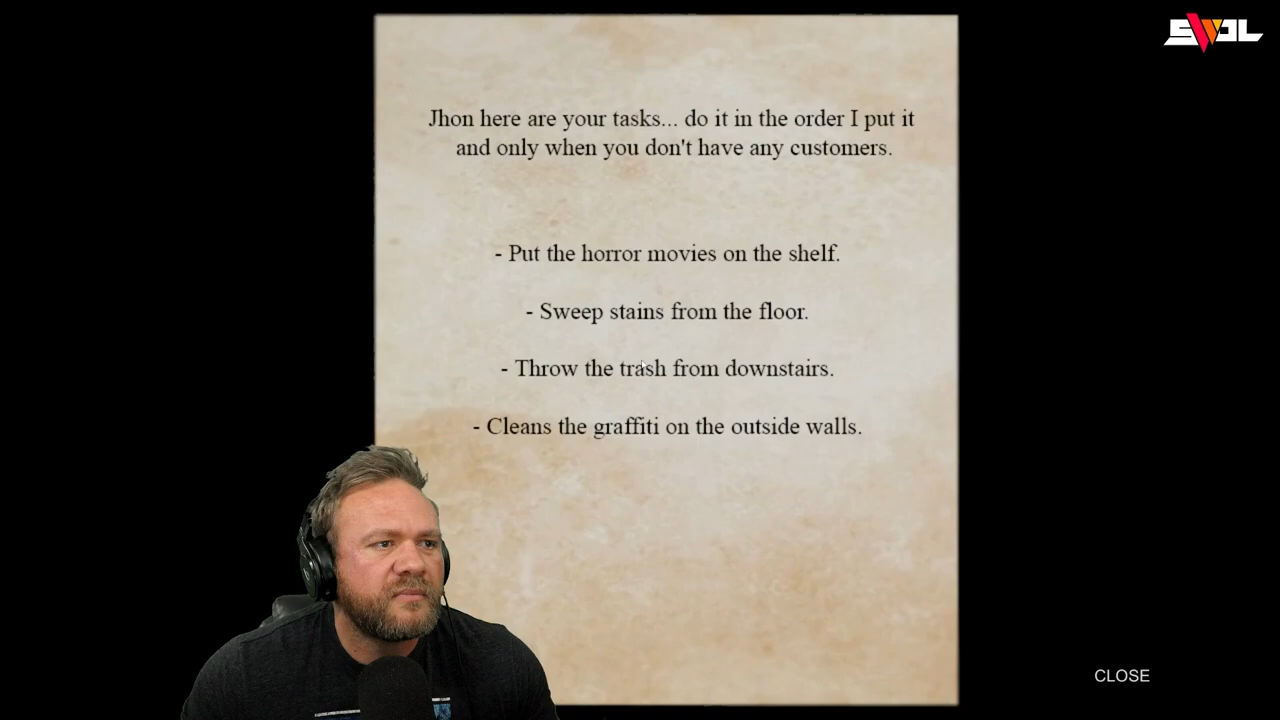 SWOL
Jhon here are your tasks... do it in the order I put it
and only when you don't have any customers.
- Put the horror movies on the shelf.
- Sweep stains from the floor.
- Throw the trash from downstairs.
- Cleans the graffiti on the outside walls.
CLOSE